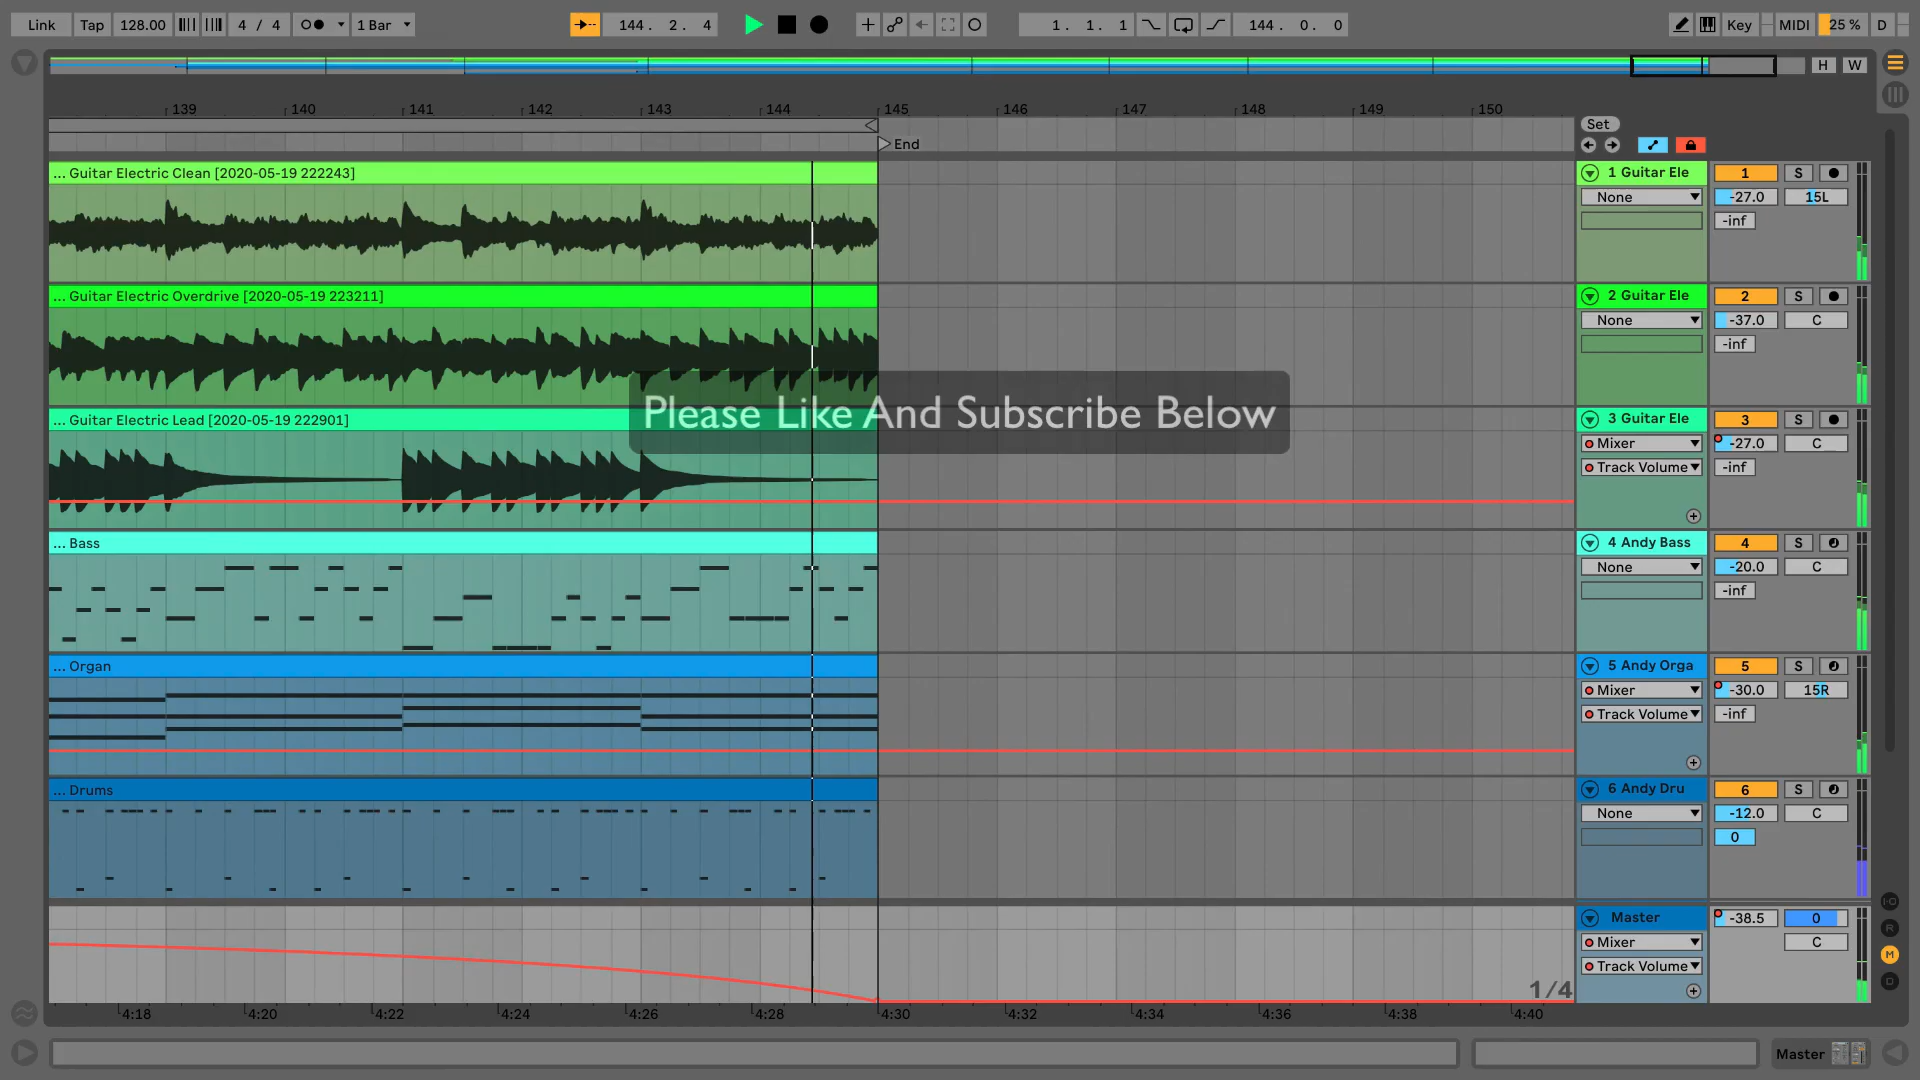 Link Tap 128.00 4 / 4 1 Bar 144. 2. 4 1. 1. 1 144. 0. 0 Key MIDI 25 % D
H W
139 140 141 142 143 144 145 146 147 148 149 150
Set
End
... Guitar Electric Clean [2020-05-19 222243] 1 Guitar Ele 1 S
None -27.0 15L
-inf
... Guitar Electric Overdrive [2020-05-19 223211] 2 Guitar Ele 2 S
None -37.0 C
-inf
Please Like And Subscribe Below
... Guitar Electric Lead [2020-05-19 222901] 3 Guitar Ele 3 S
Mixer -27.0 C
Track Volume -inf
... Bass 4 Andy Bass 4 S
None -20.0 C
-inf
... Organ 5 Andy Orga 5 S
Mixer -30.0 15R
Track Volume -inf
... Drums 6 Andy Dru 6 S
None -12.0 C
0
Master -38.5 0
Mixer C
Track Volume
1/4
I-O
R
M
D
4:18 4:20 4:22 4:24 4:26 4:28 4:30 4:32 4:34 4:36 4:38 4:40
Master